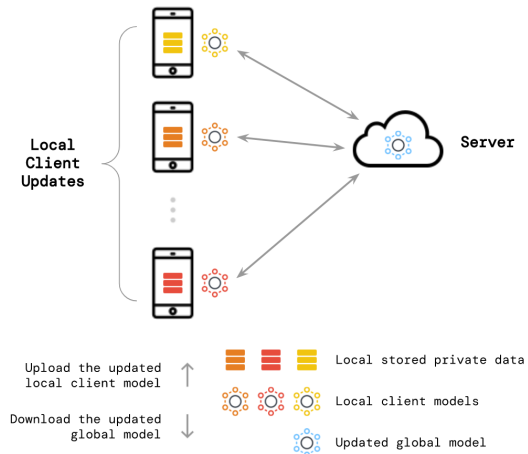 Local
Client
Updates
Server
Upload the updated
local client model
Download the updated
global model
Local stored private data
Local client models
Updated global model